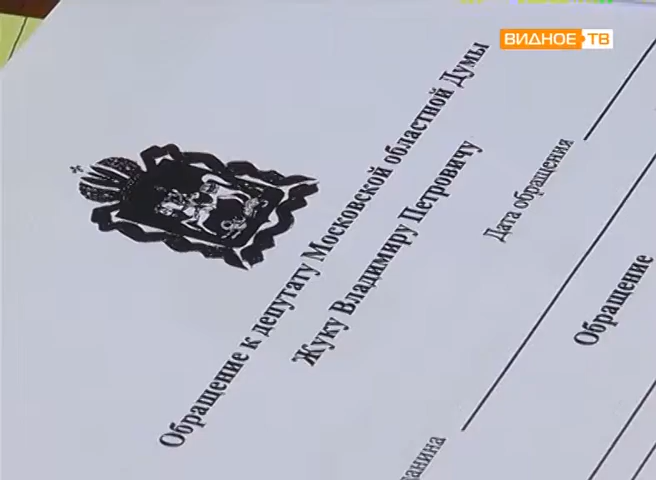 ВИДНОЕ ТВ
Обращение к депутату Московской областной Думы
Жуку Владимиру Петровичу
Дата обращения
Обращение